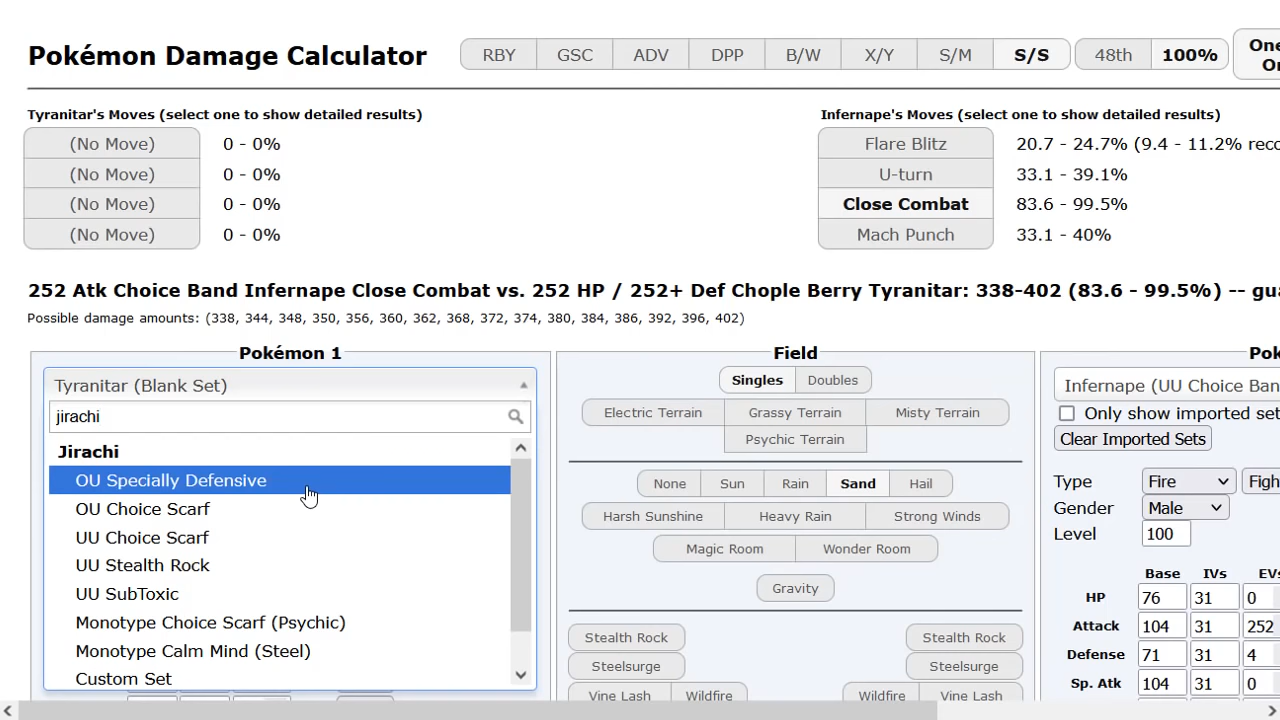 Pokémon Damage Calculator
RBY GSC ADV DPP B/W X/Y S/M S/S 48th 100%
Tyranitar's Moves (select one to show detailed results)
(No Move) 0 - 0%
(No Move) 0 - 0%
(No Move) 0 - 0%
(No Move) 0 - 0%
Infernape's Moves (select one to show detailed results)
Flare Blitz 20.7 - 24.7% (9.4 - 11.2%
U-turn 33.1 - 39.1%
Close Combat 83.6 - 99.5%
Mach Punch 33.1 - 40%
252 Atk Choice Band Infernape Close Combat vs. 252 HP / 252+ Def Chople Berry Tyranitar: 338-402 (83.6 - 99.5%) --
Possible damage amounts: (338, 344, 348, 350, 356, 360, 362, 368, 372, 374, 380, 384, 386, 392, 396, 402)
Pokémon 1
Tyranitar (Blank Set)
jirachi
Jirachi
OU Specially Defensive
OU Choice Scarf
UU Choice Scarf
UU Stealth Rock
UU SubToxic
Monotype Choice Scarf (Psychic)
Monotype Calm Mind (Steel)
Custom Set
Field
Singles Doubles
Electric Terrain Grassy Terrain Misty Terrain
Psychic Terrain
None Sun Rain Sand Hail
Harsh Sunshine Heavy Rain Strong Winds
Magic Room Wonder Room
Gravity
Stealth Rock Stealth Rock
Steelsurge Steelsurge
Vine Lash Wildfire Wildfire Vine Lash
Infernape (UU Choice
Only show imported
Clear Imported Sets
Type Fire
Gender Male
Level 100
Base IVs
HP 76 31 0
Attack 104 31 252
Defense 71 31 4
Sp. Atk 104 31 0